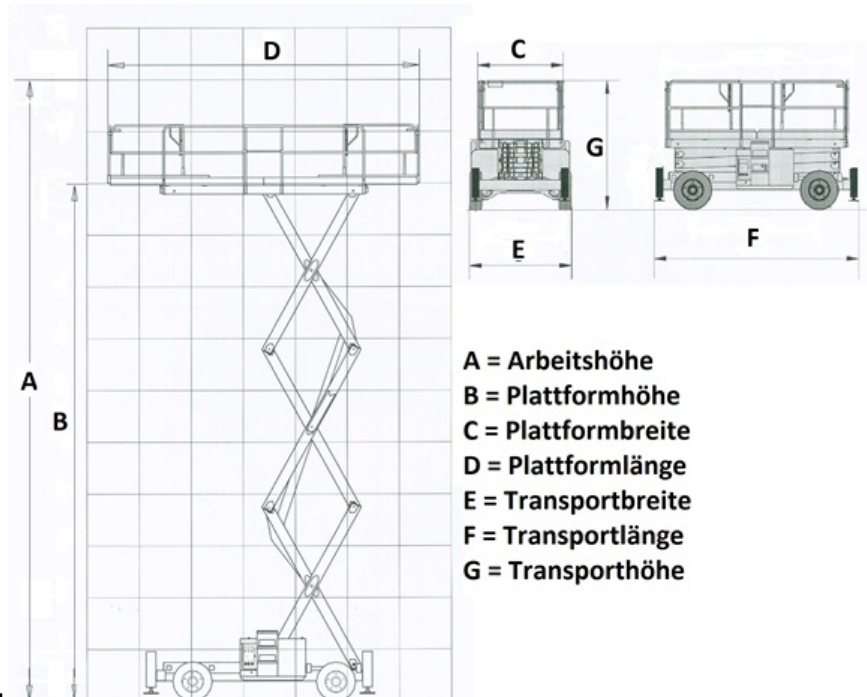 D
C
G
F
E
A
B
A = Arbeitshöhe
B = Plattformhöhe
C = Plattformbreite
D = Plattformlänge
E = Transportbreite
F = Transportlänge
G = Transporthöhe